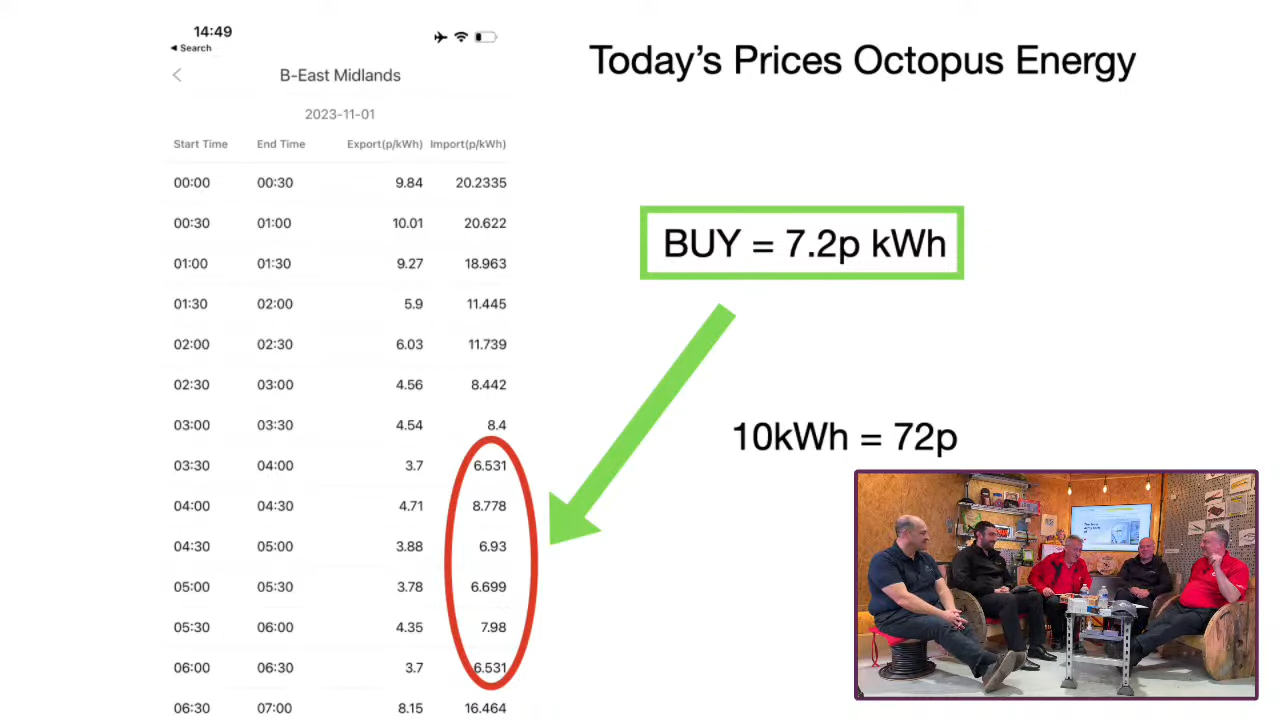 14:49
Search
B-East Midlands
2023-11-01
Start Time End Time Export(p/kWh) Import(p/kWh)
00:00 00:30 9.84 20.2335
00:30 01:00 10.01 20.622
01:00 01:30 9.27 18.963
01:30 02:00 5.9 11.445
02:00 02:30 6.03 11.739
02:30 03:00 4.56 8.442
03:00 03:30 4.54 8.4
03:30 04:00 3.7 6.531
04:00 04:30 4.71 8.778
04:30 05:00 3.88 6.93
05:00 05:30 3.78 6.699
05:30 06:00 4.35 7.98
06:00 06:30 3.7 6.531
06:30 07:00 8.15 16.464
Today's Prices Octopus Energy
BUY = 7.2p kWh
10kWh = 72p